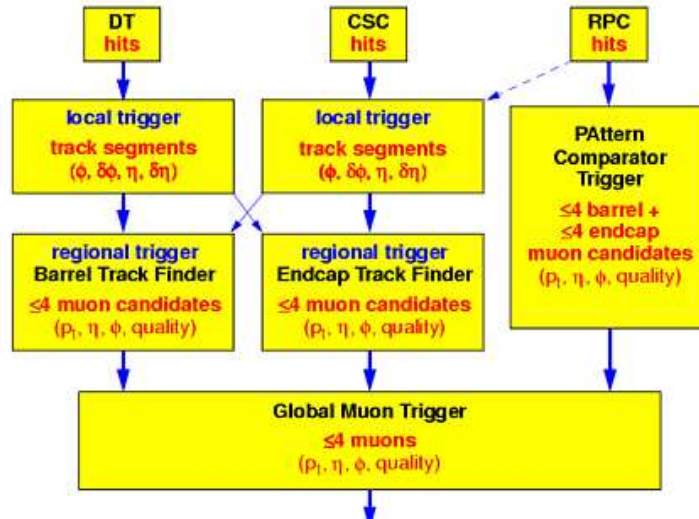 DT
hits
CSC
hits
RPC
hits
local trigger
track segments
(ϕ, δϕ, η, δη)
local trigger
track segments
(ϕ, δϕ, η, δη)
PAttern
Comparator
Trigger
≤4 barrel +
≤4 endcap
muon candidates
(pₜ, η, ϕ, quality)
regional trigger
Barrel Track Finder
≤4 muon candidates
(pₜ, η, ϕ, quality)
regional trigger
Endcap Track Finder
≤4 muon candidates
(pₜ, η, ϕ, quality)
Global Muon Trigger
≤4 muons
(pₜ, η, ϕ, quality)